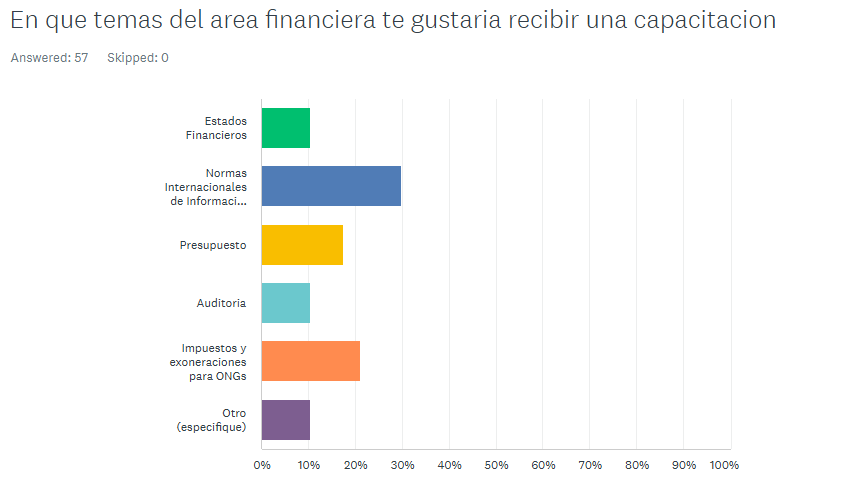 En que temas del area financiera te gustaria recibir una capacitacion
Answered: 57 Skipped: 0
Estados
Financieros
Normas
Internacionales
de Informaci...
Presupuesto
Auditoria
Impuestos y
exoneraciones
para ONGs
Otro
(especifique)
0% 10% 20% 30% 40% 50% 60% 70% 80% 90% 100%